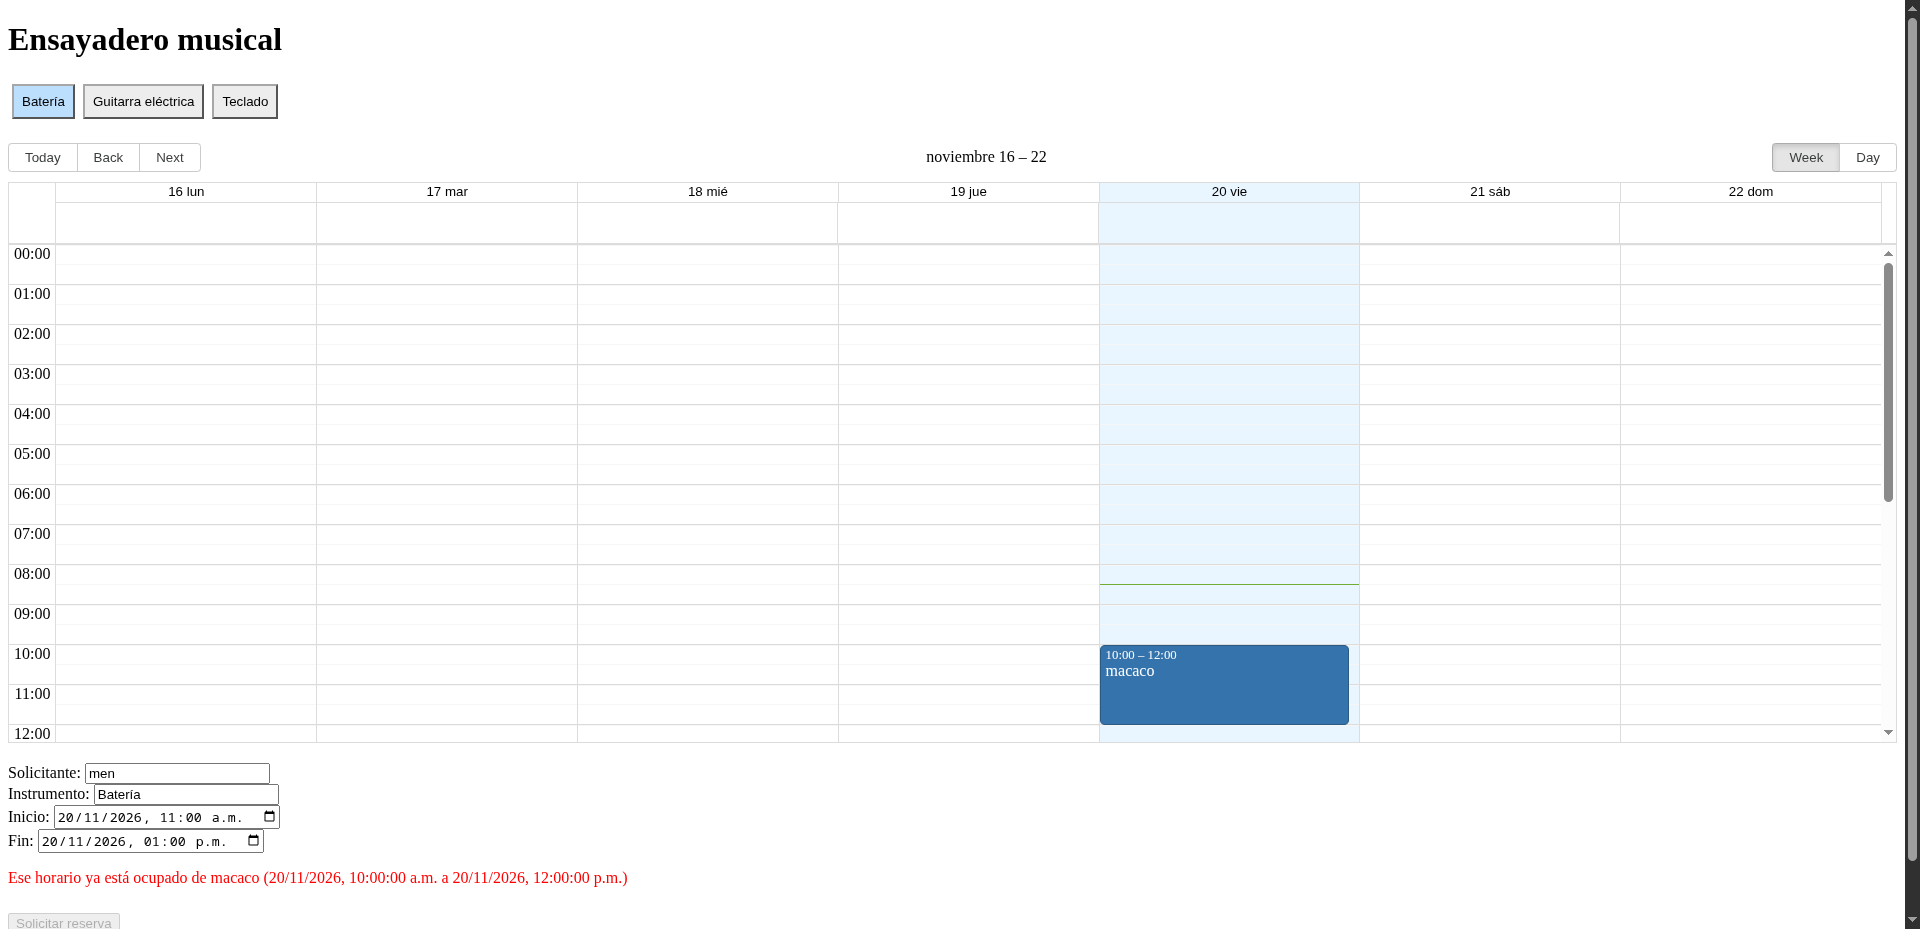 Ensayadero musical
Batería Guitarra eléctrica Teclado
Today Back Next noviembre 16 – 22 Week Day
16 lun 17 mar 18 mié 19 jue 20 vie 21 sáb 22 dom
00:00
01:00
02:00
03:00
04:00
05:00
06:00
07:00
08:00
09:00
10:00 10:00 – 12:00
macaco
11:00
12:00
Solicitante: men
Instrumento: Batería
Inicio: 20/11/2026, 11:00 a.m.
Fin: 20/11/2026, 01:00 p.m.
Ese horario ya está ocupado de macaco (20/11/2026, 10:00:00 a.m. a 20/11/2026, 12:00:00 p.m.)
Solicitar reserva